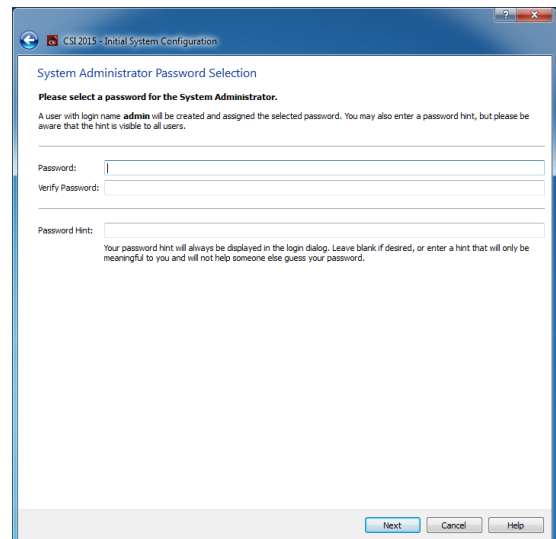 CSI 2015 - Initial System Configuration
System Administrator Password Selection
Please select a password for the System Administrator.
A user with login name admin will be created and assigned the selected password. You may also enter a password hint, but please be
aware that the hint is visible to all users.
Password:
Verify Password:
Password Hint:
Your password hint will always be displayed in the login dialog. Leave blank if desired, or enter a hint that will only be
meaningful to you and will not help someone else guess your password.
Next Cancel Help